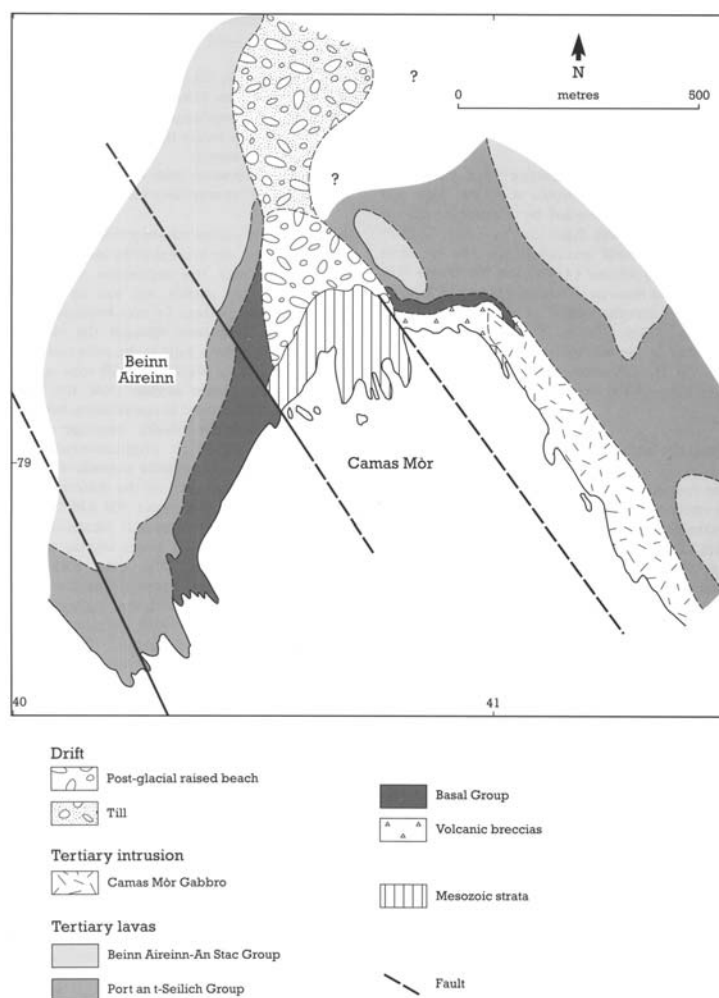 ?
N
0
metres
500
?
Beinn
Aireinn
79
Camas Mòr
40
41
Drift
Post-glacial raised beach
Till
Tertiary intrusion
Camas Mòr Gabbro
Tertiary lavas
Beinn Aireinn-An Stac Group
Port an t-Seilich Group
Basal Group
Volcanic breccias
Mesozoic strata
Fault